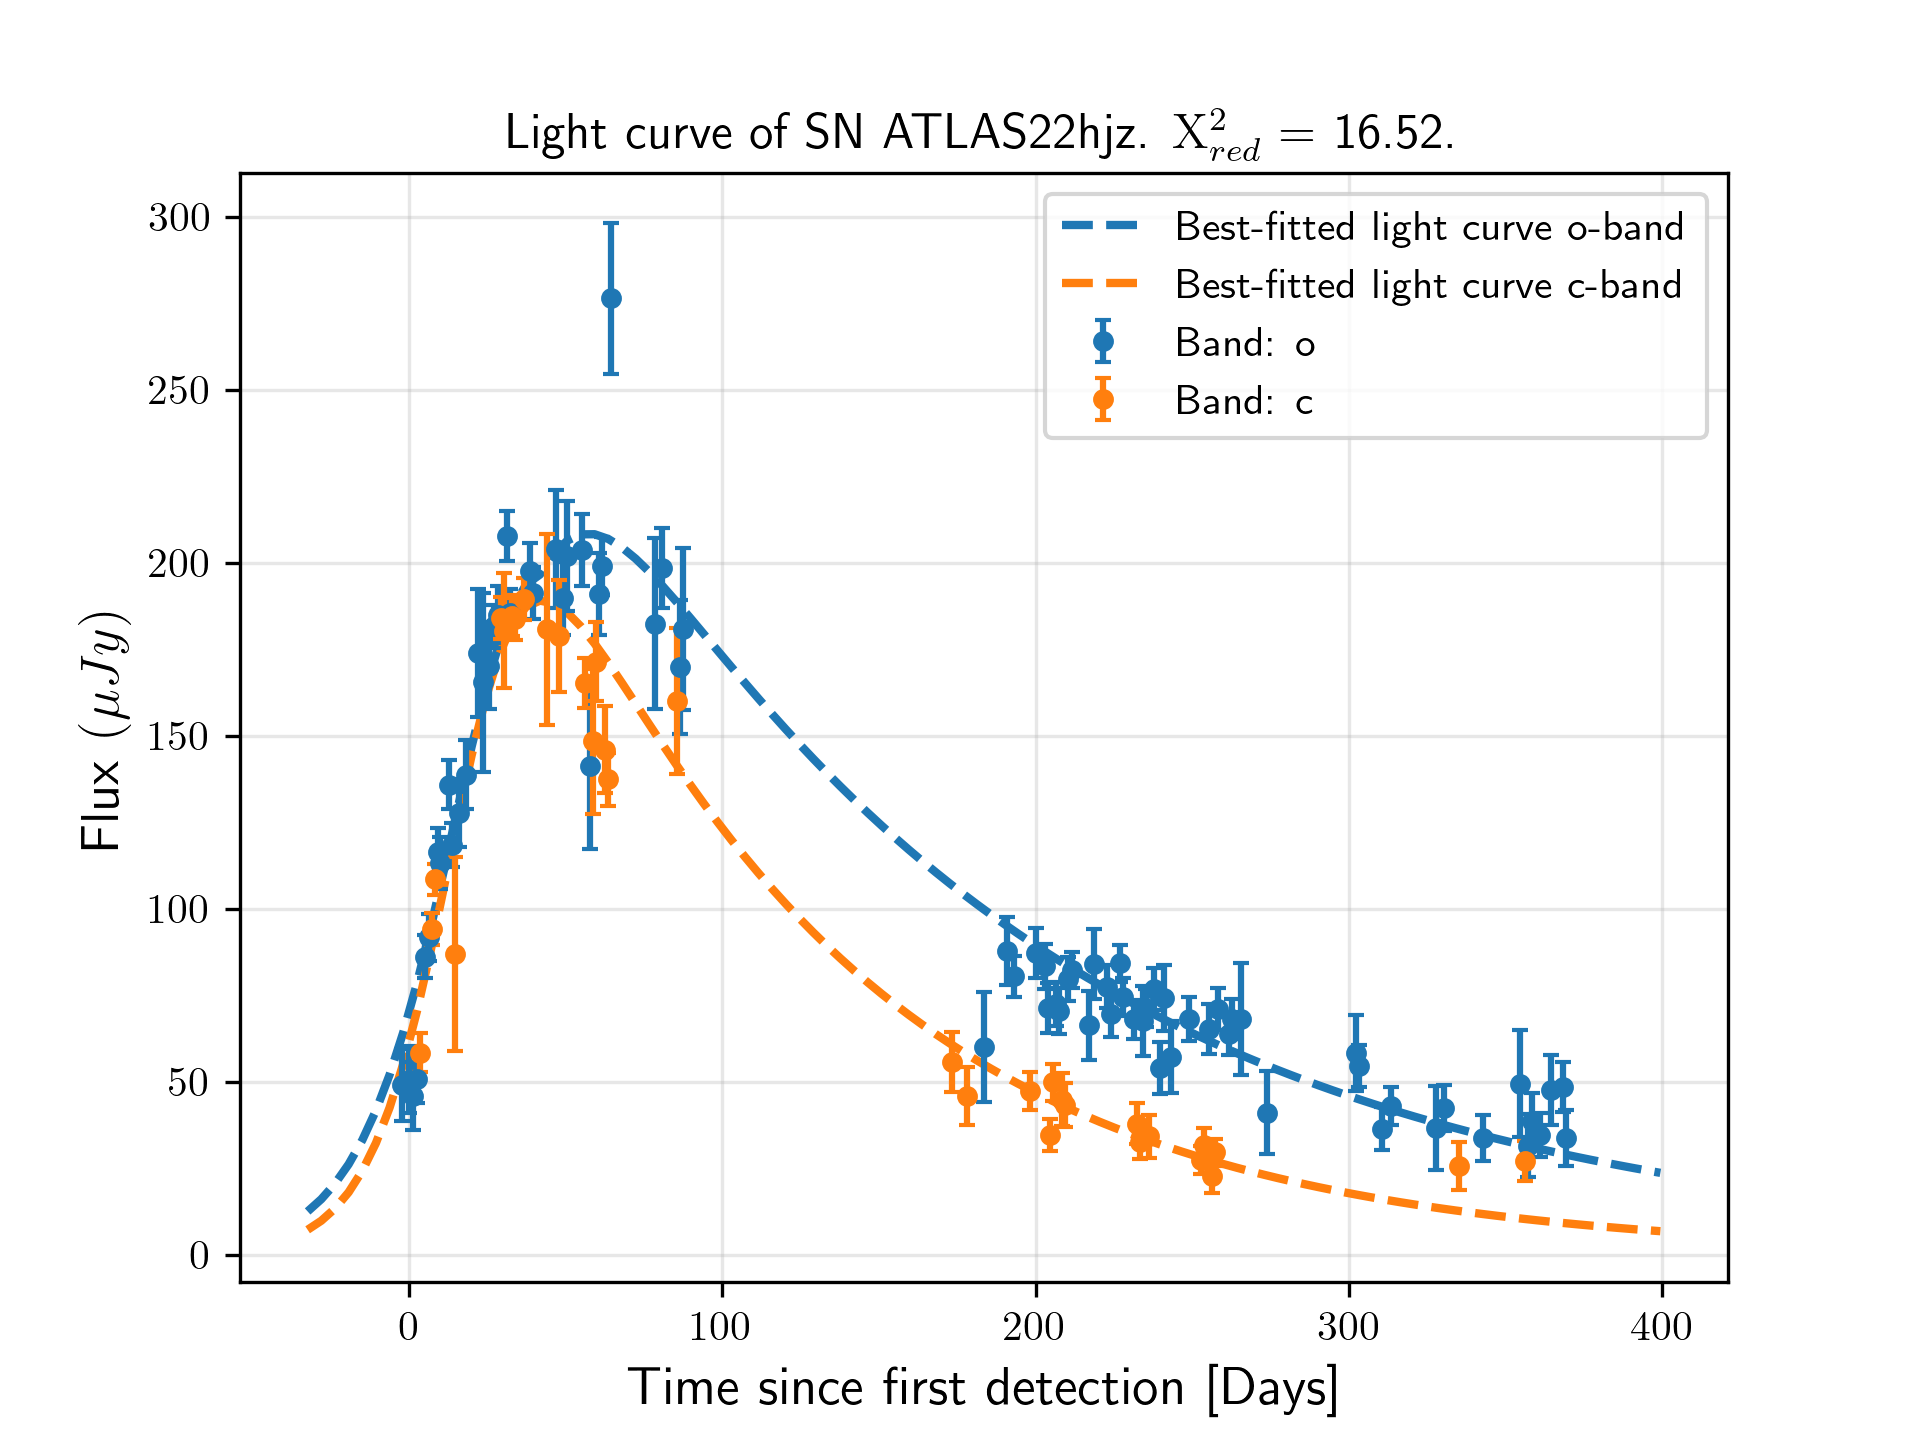 Light curve of SN ATLAS22hjz. X²_red = 16.52.
Best-fitted light curve o-band
Best-fitted light curve c-band
Band: o
Band: c
Flux (μJy)
300
250
200
150
100
50
0
0 100 200 300 400
Time since first detection [Days]